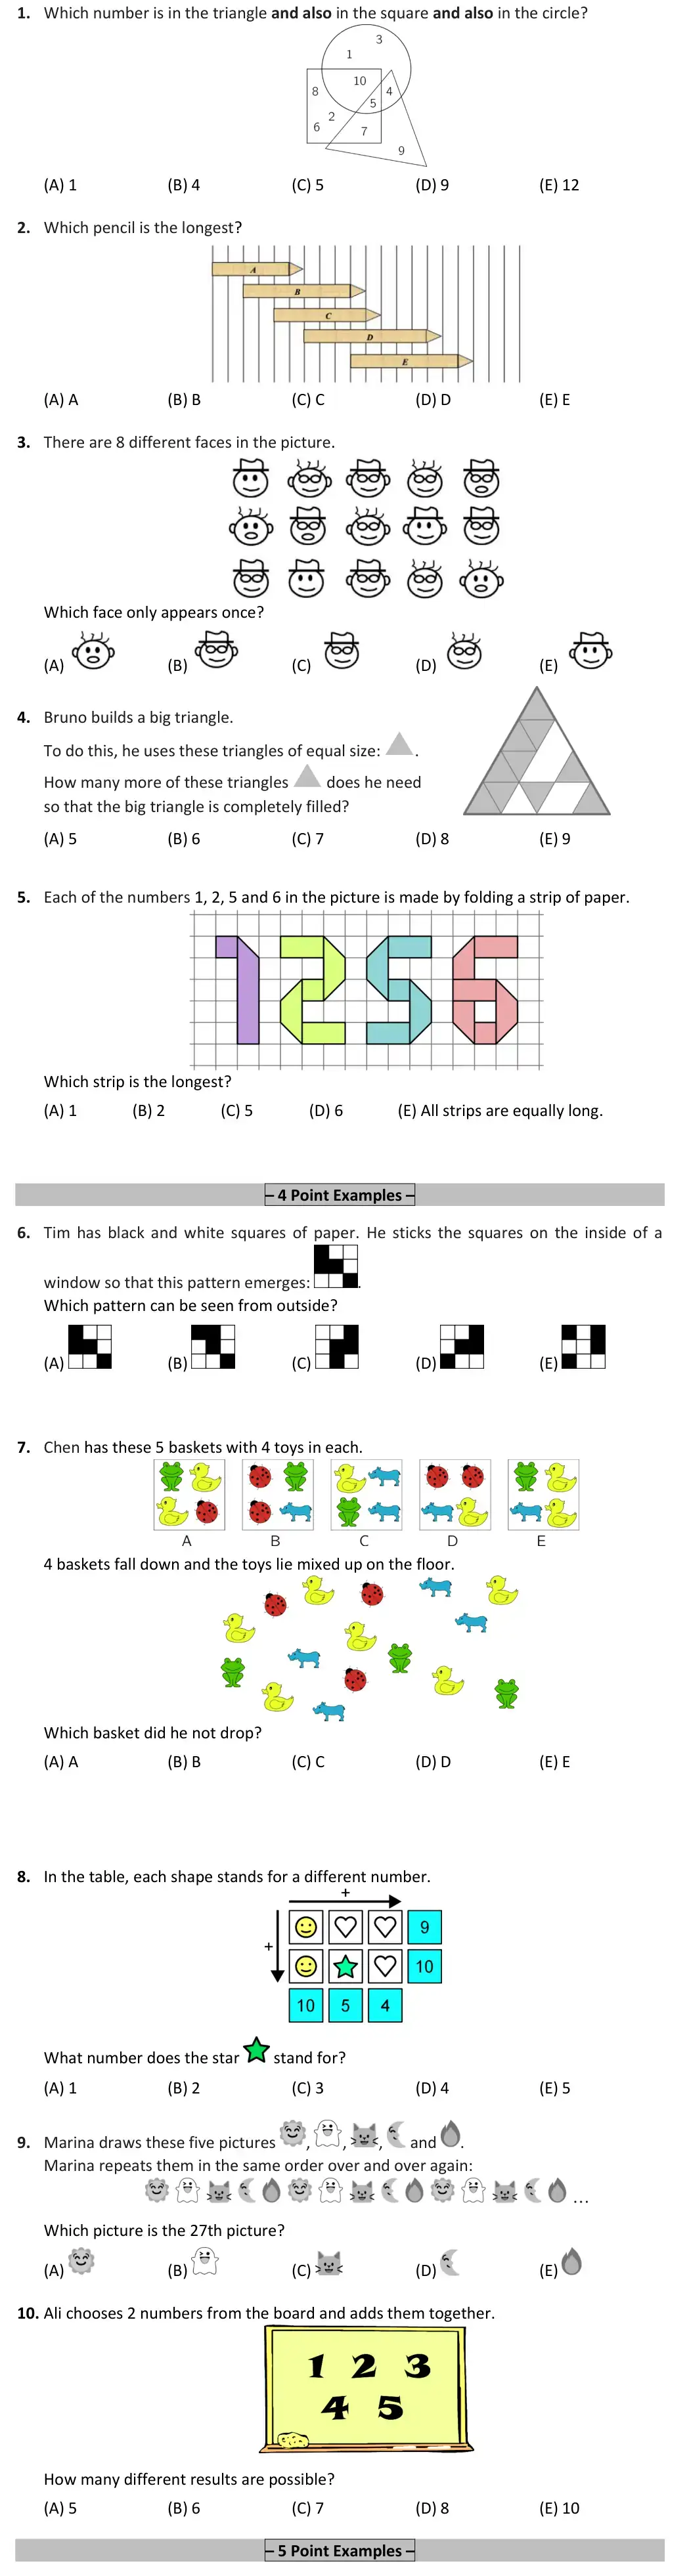 1. Which number is in the triangle and also in the square and also in the circle?
3
1
10
8
4
5
2
6
7
9
(A) 1 (B) 4 (C) 5 (D) 9 (E) 12
2. Which pencil is the longest?
A
B
C
D
E
(A) A (B) B (C) C (D) D (E) E
3. There are 8 different faces in the picture.
Which face only appears once?
(A) (B) (C) (D) (E)
4. Bruno builds a big triangle.
To do this, he uses these triangles of equal size: .
How many more of these triangles does he need
so that the big triangle is completely filled?
(A) 5 (B) 6 (C) 7 (D) 8 (E) 9
5. Each of the numbers 1, 2, 5 and 6 in the picture is made by folding a strip of paper.
1 2 5 6
Which strip is the longest?
(A) 1 (B) 2 (C) 5 (D) 6 (E) All strips are equally long.
– 4 Point Examples –
6. Tim has black and white squares of paper. He sticks the squares on the inside of a
window so that this pattern emerges: .
Which pattern can be seen from outside?
(A) (B) (C) (D) (E)
7. Chen has these 5 baskets with 4 toys in each.
A B C D E
4 baskets fall down and the toys lie mixed up on the floor.
Which basket did he not drop?
(A) A (B) B (C) C (D) D (E) E
8. In the table, each shape stands for a different number.
+
9
+
10
10 5 4
What number does the star stand for?
(A) 1 (B) 2 (C) 3 (D) 4 (E) 5
9. Marina draws these five pictures , , , and .
Marina repeats them in the same order over and over again:
...
Which picture is the 27th picture?
(A) (B) (C) (D) (E)
10. Ali chooses 2 numbers from the board and adds them together.
1 2 3
4 5
How many different results are possible?
(A) 5 (B) 6 (C) 7 (D) 8 (E) 10
– 5 Point Examples –